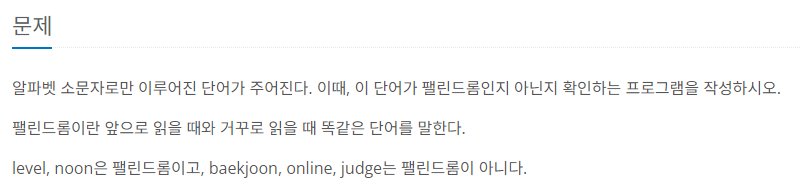 문제
알파벳 소문자로만 이루어진 단어가 주어진다. 이때, 이 단어가 팰린드롬인지 아닌지 확인하는 프로그램을 작성하시오.
팰린드롬이란 앞으로 읽을 때와 거꾸로 읽을 때 똑같은 단어를 말한다.
level, noon은 팰린드롬이고, baekjoon, online, judge는 팰린드롬이 아니다.